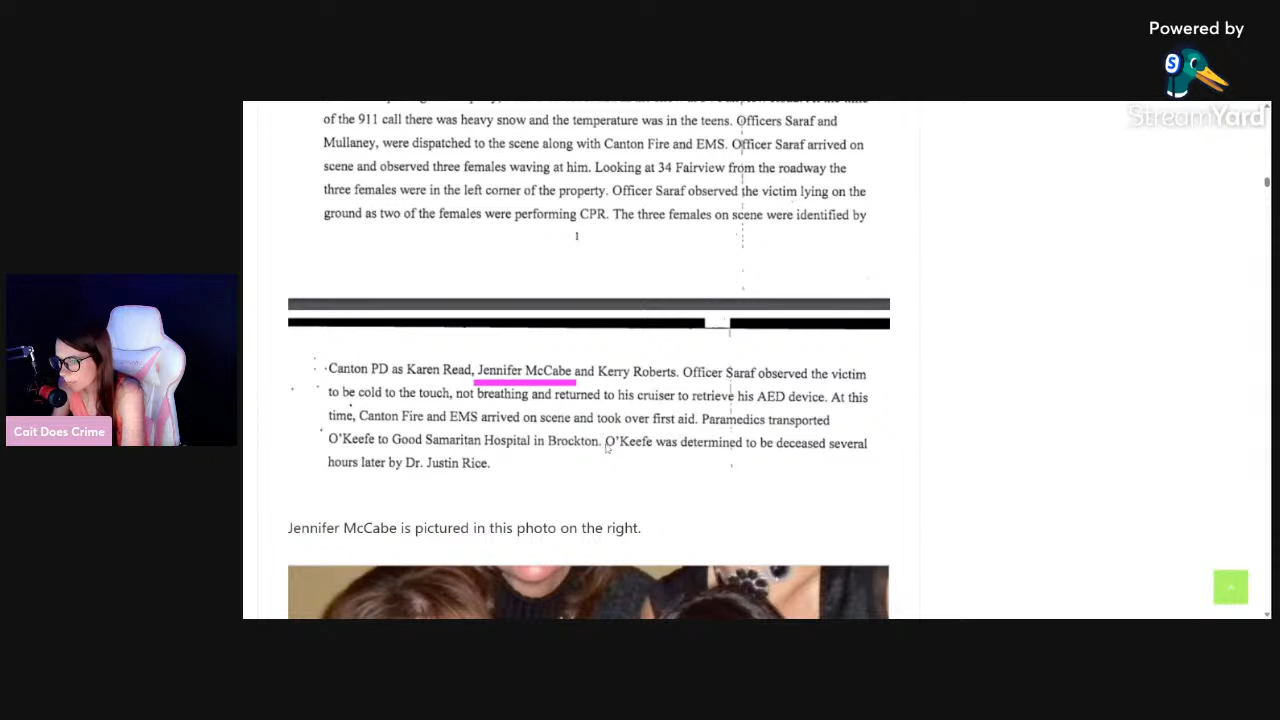 Powered by
S
StreamYard
of the 911 call there was heavy snow and the temperature was in the teens. Officers Saraf and
Mullaney, were dispatched to the scene along with Canton Fire and EMS. Officer Saraf arrived on
scene and observed three females waving at him. Looking at 34 Fairview from the roadway the
three females were in the left corner of the property. Officer Saraf observed the victim lying on the
ground as two of the females were performing CPR. The three females on scene were identified by
1
Canton PD as Karen Read, Jennifer McCabe and Kerry Roberts. Officer Saraf observed the victim
to be cold to the touch, not breathing and returned to his cruiser to retrieve his AED device. At this
time, Canton Fire and EMS arrived on scene and took over first aid. Paramedics transported
O'Keefe to Good Samaritan Hospital in Brockton. O'Keefe was determined to be deceased several
hours later by Dr. Justin Rice.
Jennifer McCabe is pictured in this photo on the right.
Cait Does Crime